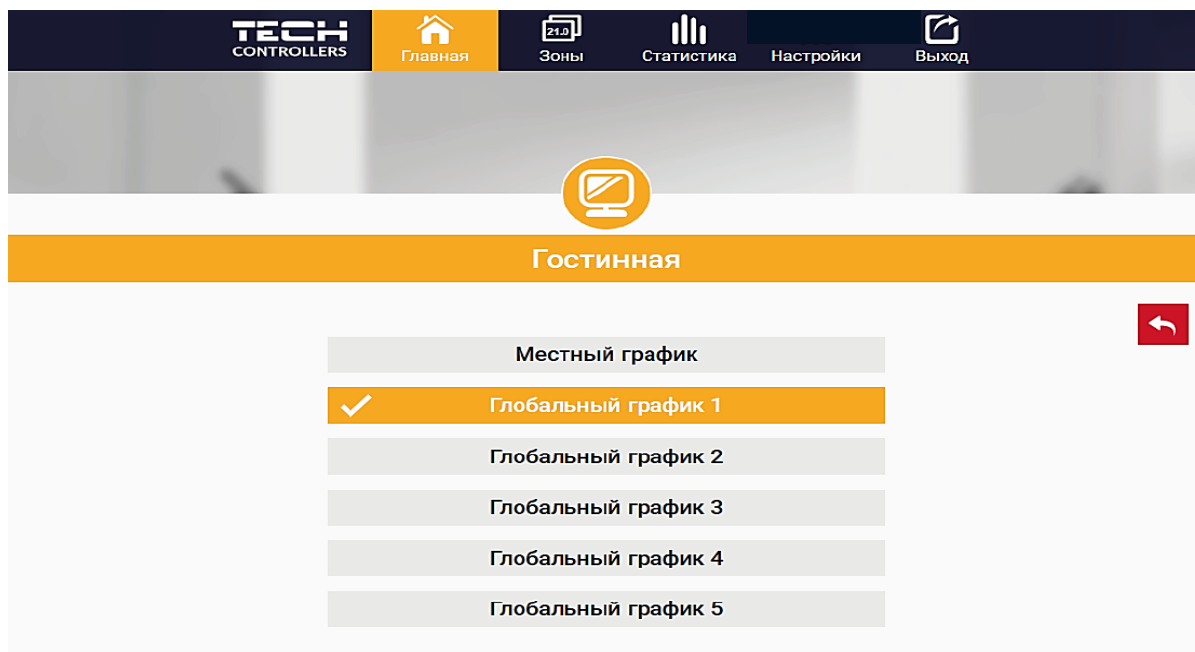 TECH
CONTROLLERS
Главная
21.0
Зоны
Статистика
Настройки
Выход
Гостинная
Местный график
Глобальный график 1
Глобальный график 2
Глобальный график 3
Глобальный график 4
Глобальный график 5